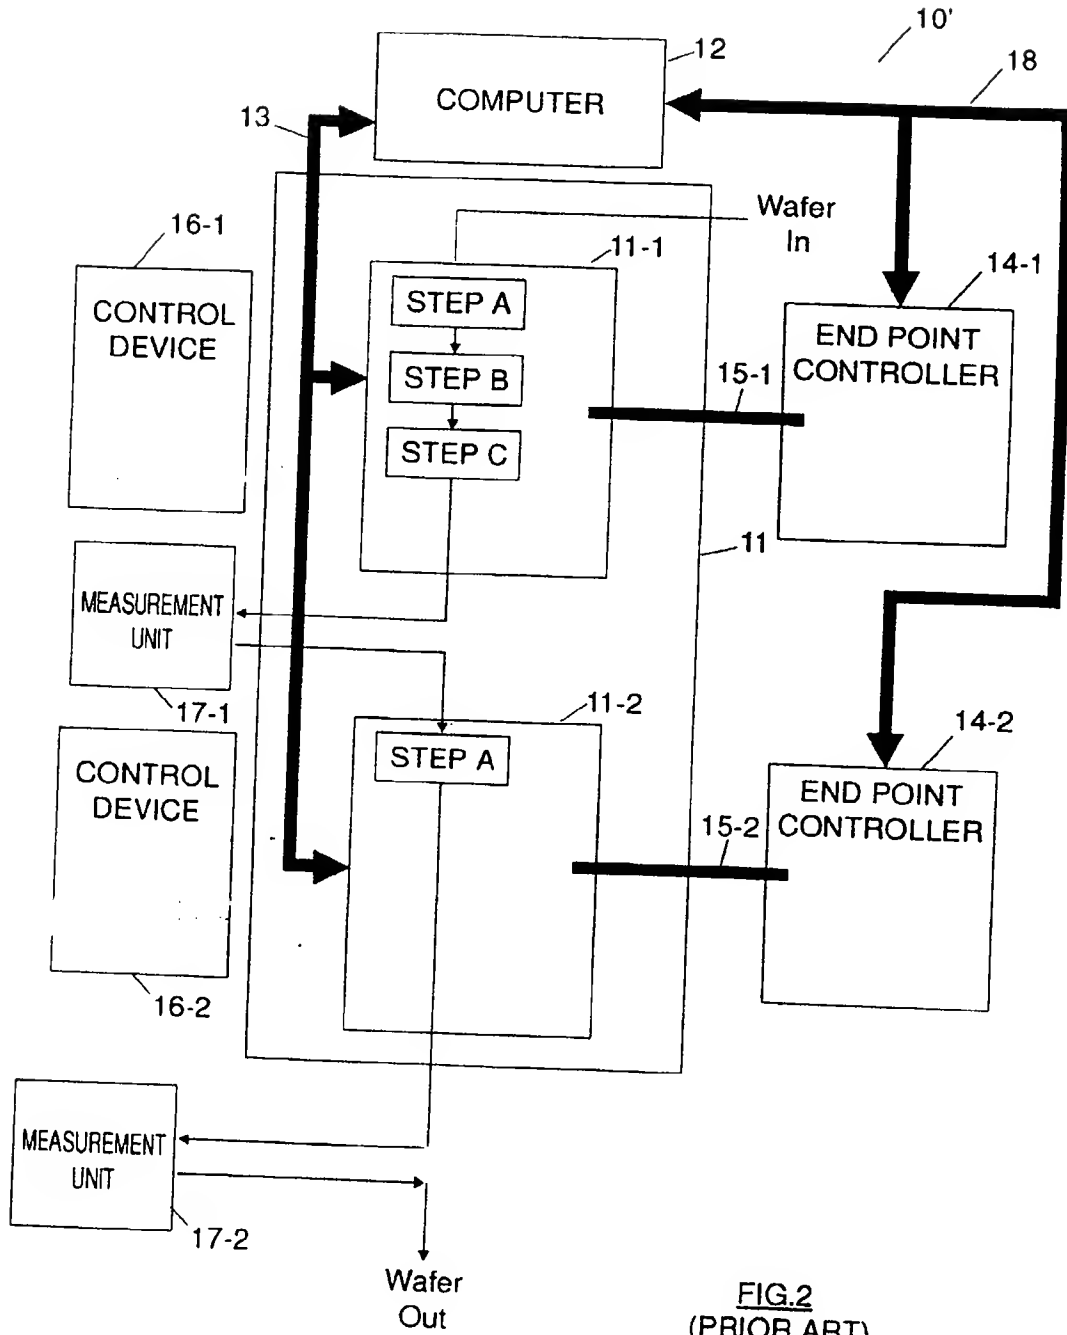 10'
12
18
COMPUTER
13
Wafer
In
16-1
11-1
14-1
CONTROL
DEVICE
STEP A
END POINT
CONTROLLER
STEP B
15-1
STEP C
11
MEASUREMENT
UNIT
17-1
11-2
14-2
CONTROL
DEVICE
STEP A
END POINT
CONTROLLER
15-2
16-2
MEASUREMENT
UNIT
17-2
Wafer
Out
FIG.2
(PRIOR ART)